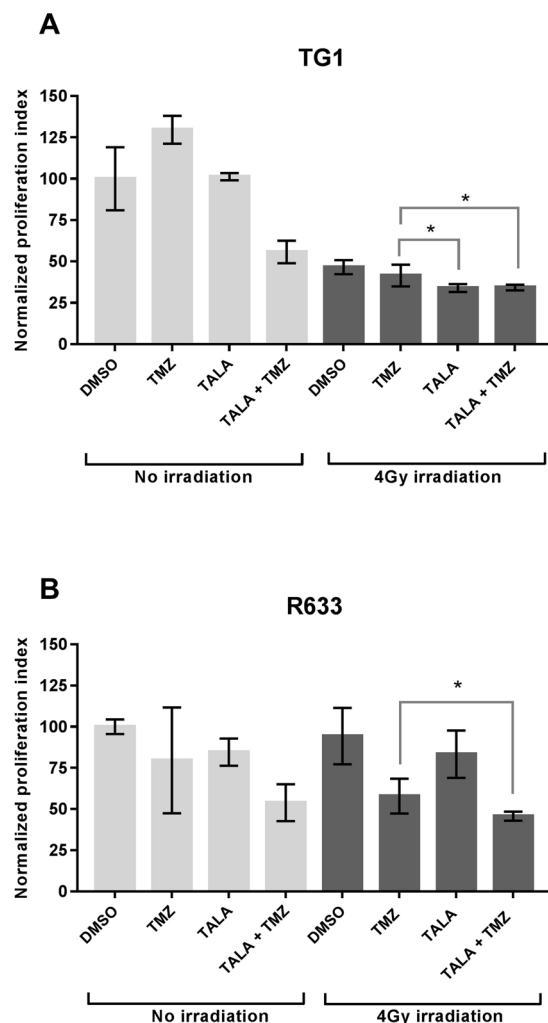 A
TG1
Normalized proliferation index
150
125
100
75
50
25
0
DMSO
TMZ
TALA
TALA + TMZ
DMSO
TMZ
TALA
TALA + TMZ
*
*
No irradiation
4Gy irradiation
B
R633
Normalized proliferation index
150
125
100
75
50
25
0
DMSO
TMZ
TALA
TALA + TMZ
DMSO
TMZ
TALA
TALA + TMZ
*
No irradiation
4Gy irradiation